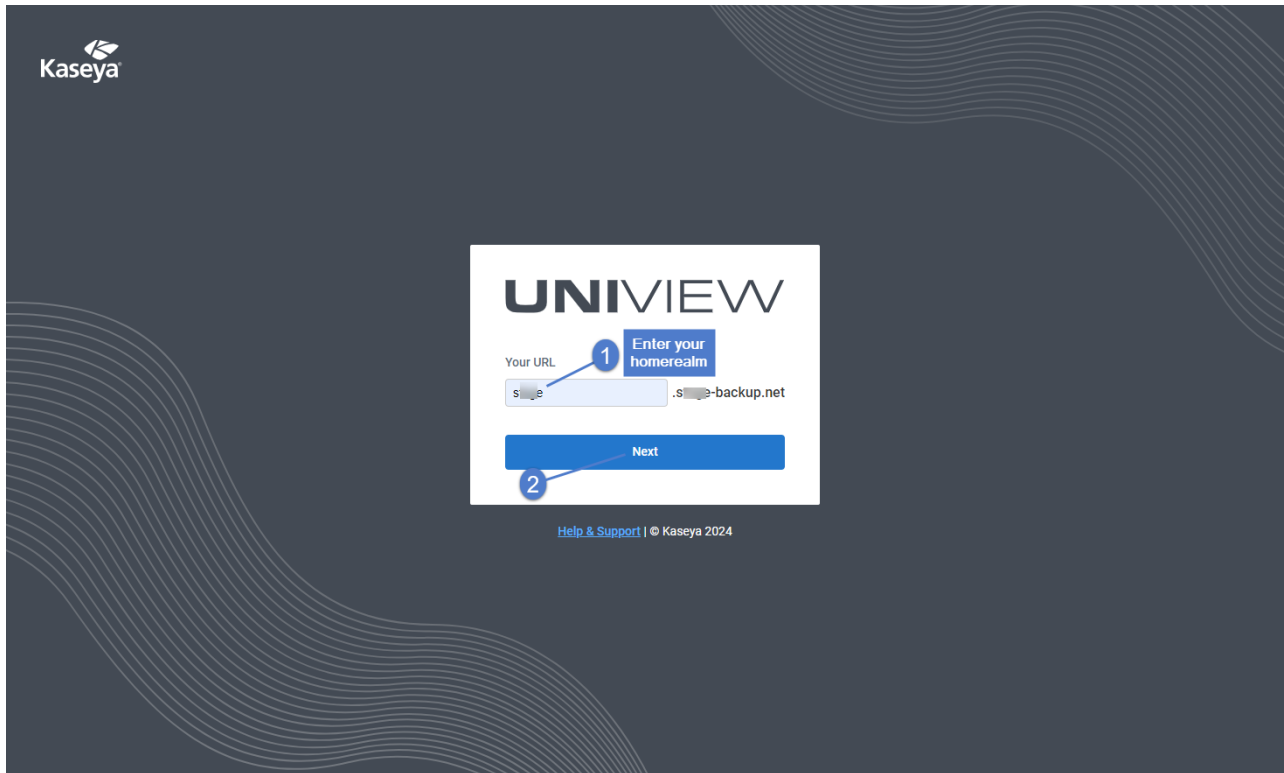 Kaseya
UNIVIEW
Your URL
1
Enter your
homerealm
-backup.net
Next
2
Help & Support | © Kaseya 2024